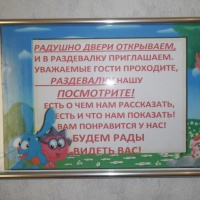 РАДУШНО ДВЕРИ ОТКРЫВАЕМ,
И В РАЗДЕВАЛКУ ПРИГЛАШАЕМ.
УВАЖАЕМЫЕ ГОСТИ ПРОХОДИТЕ,
РАЗДЕВАЛКУ НАШУ
ПОСМОТРИТЕ!
ЕСТЬ О ЧЕМ НАМ РАССКАЗАТЬ,
ЕСТЬ И ЧТО НАМ ПОКАЗАТЬ!
ВАМ ПОНРАВИТСЯ У НАС!
БУДЕМ РАДЫ
ВИДЕТЬ ВАС!